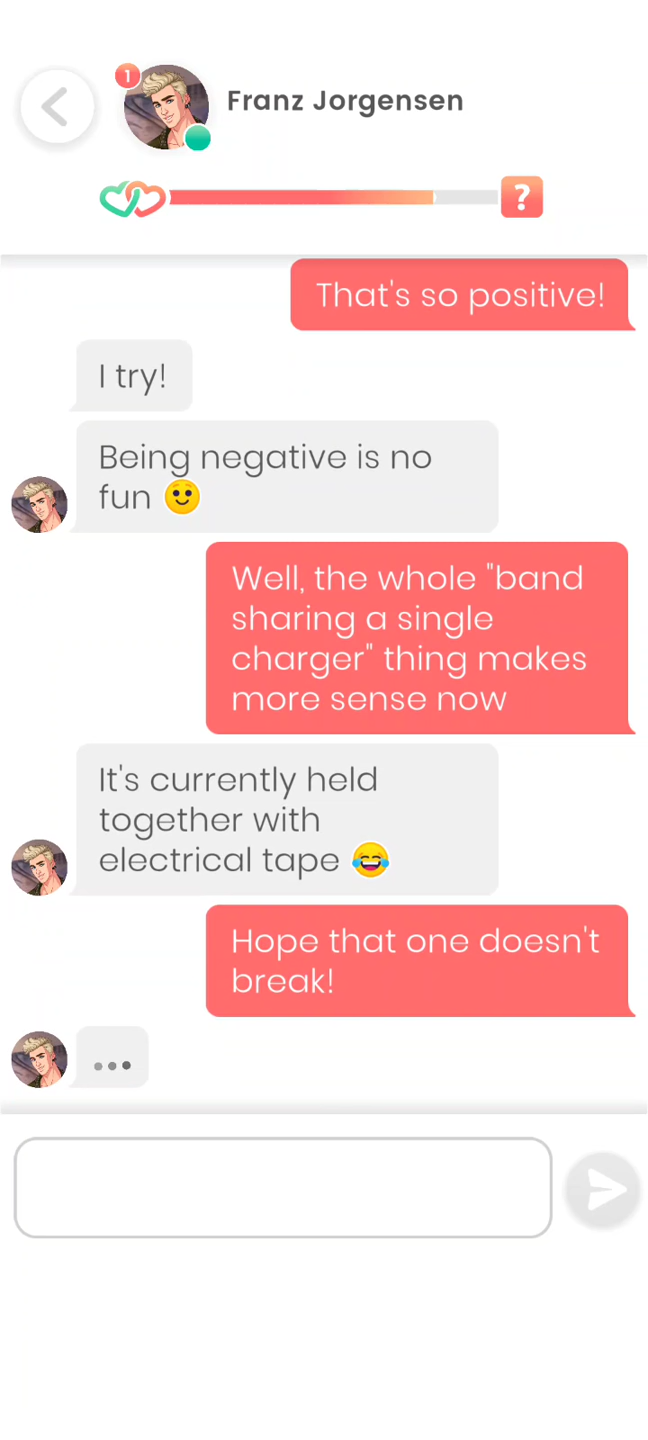 1
Franz Jorgensen
?
That's so positive!
I try!
Being negative is no
fun 🙂
Well, the whole "band
sharing a single
charger" thing makes
more sense now
It's currently held
together with
electrical tape 😂
Hope that one doesn't
break!
...